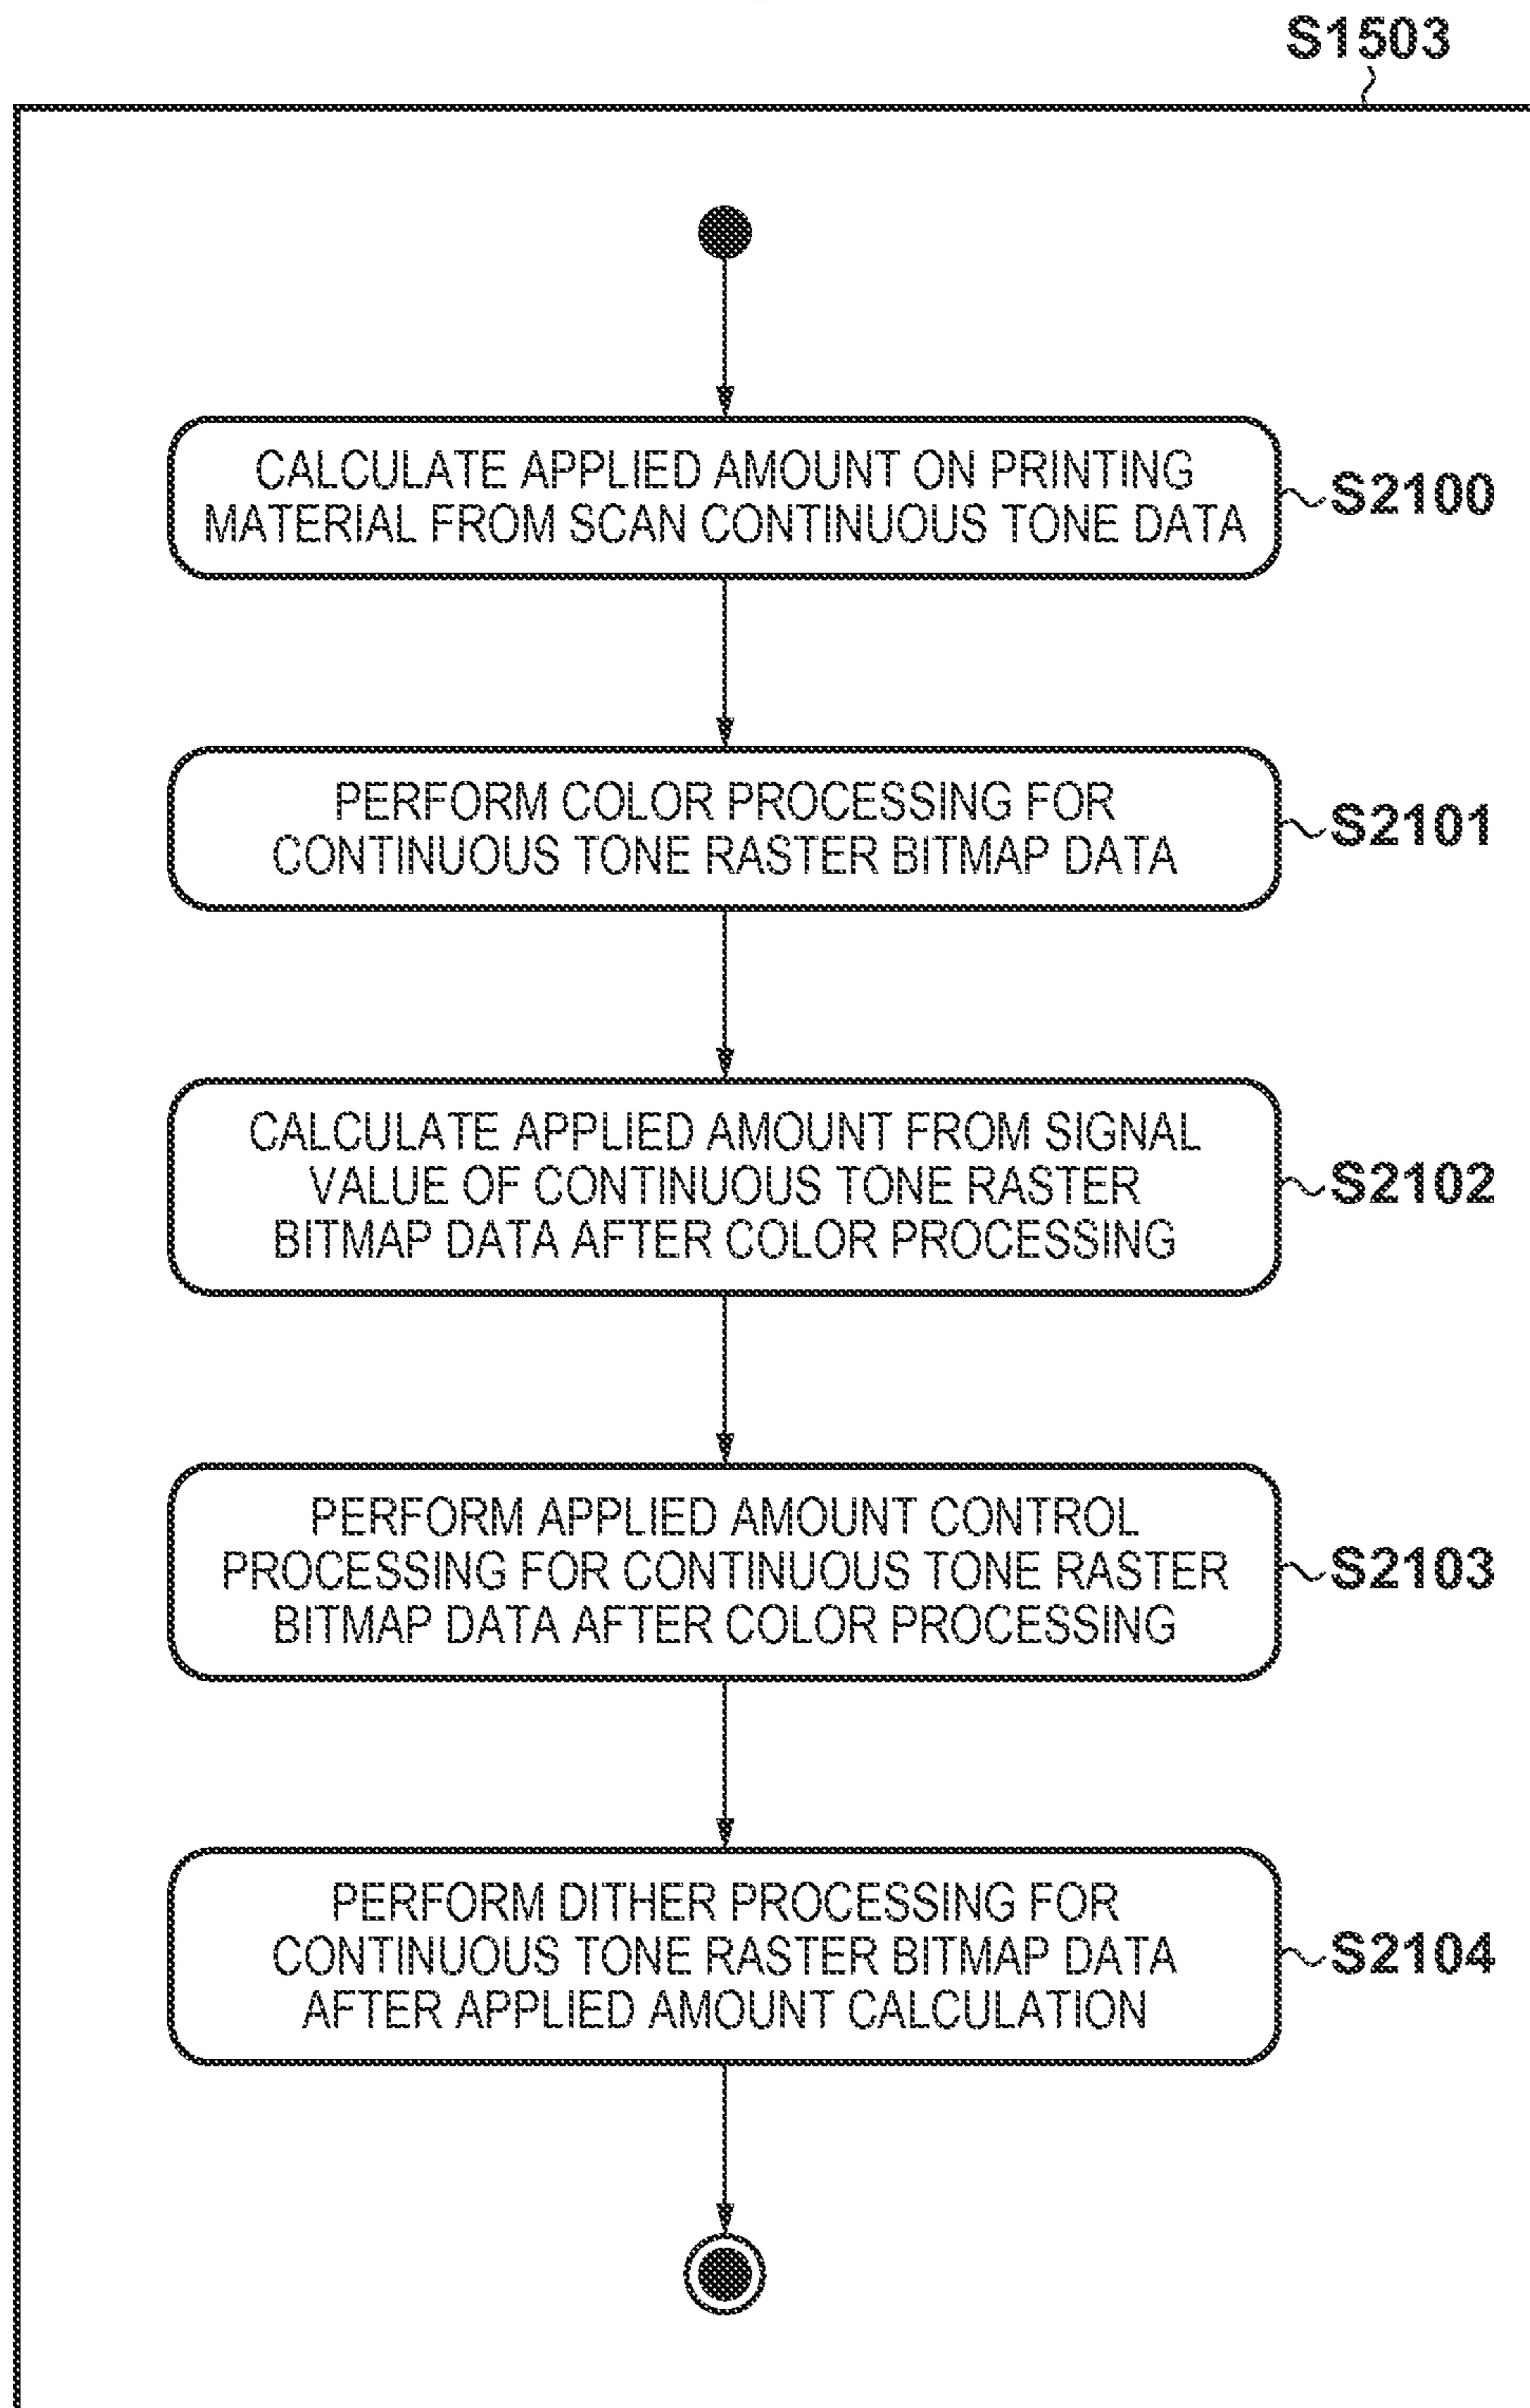 S1503
CALCULATE APPLIED AMOUNT ON PRINTING
MATERIAL FROM SCAN CONTINUOUS TONE DATA
S2100
PERFORM COLOR PROCESSING FOR
CONTINUOUS TONE RASTER BITMAP DATA
S2101
CALCULATE APPLIED AMOUNT FROM SIGNAL
VALUE OF CONTINUOUS TONE RASTER
BITMAP DATA AFTER COLOR PROCESSING
S2102
PERFORM APPLIED AMOUNT CONTROL
PROCESSING FOR CONTINUOUS TONE RASTER
BITMAP DATA AFTER COLOR PROCESSING
S2103
PERFORM DITHER PROCESSING FOR
CONTINUOUS TONE RASTER BITMAP DATA
AFTER APPLIED AMOUNT CALCULATION
S2104